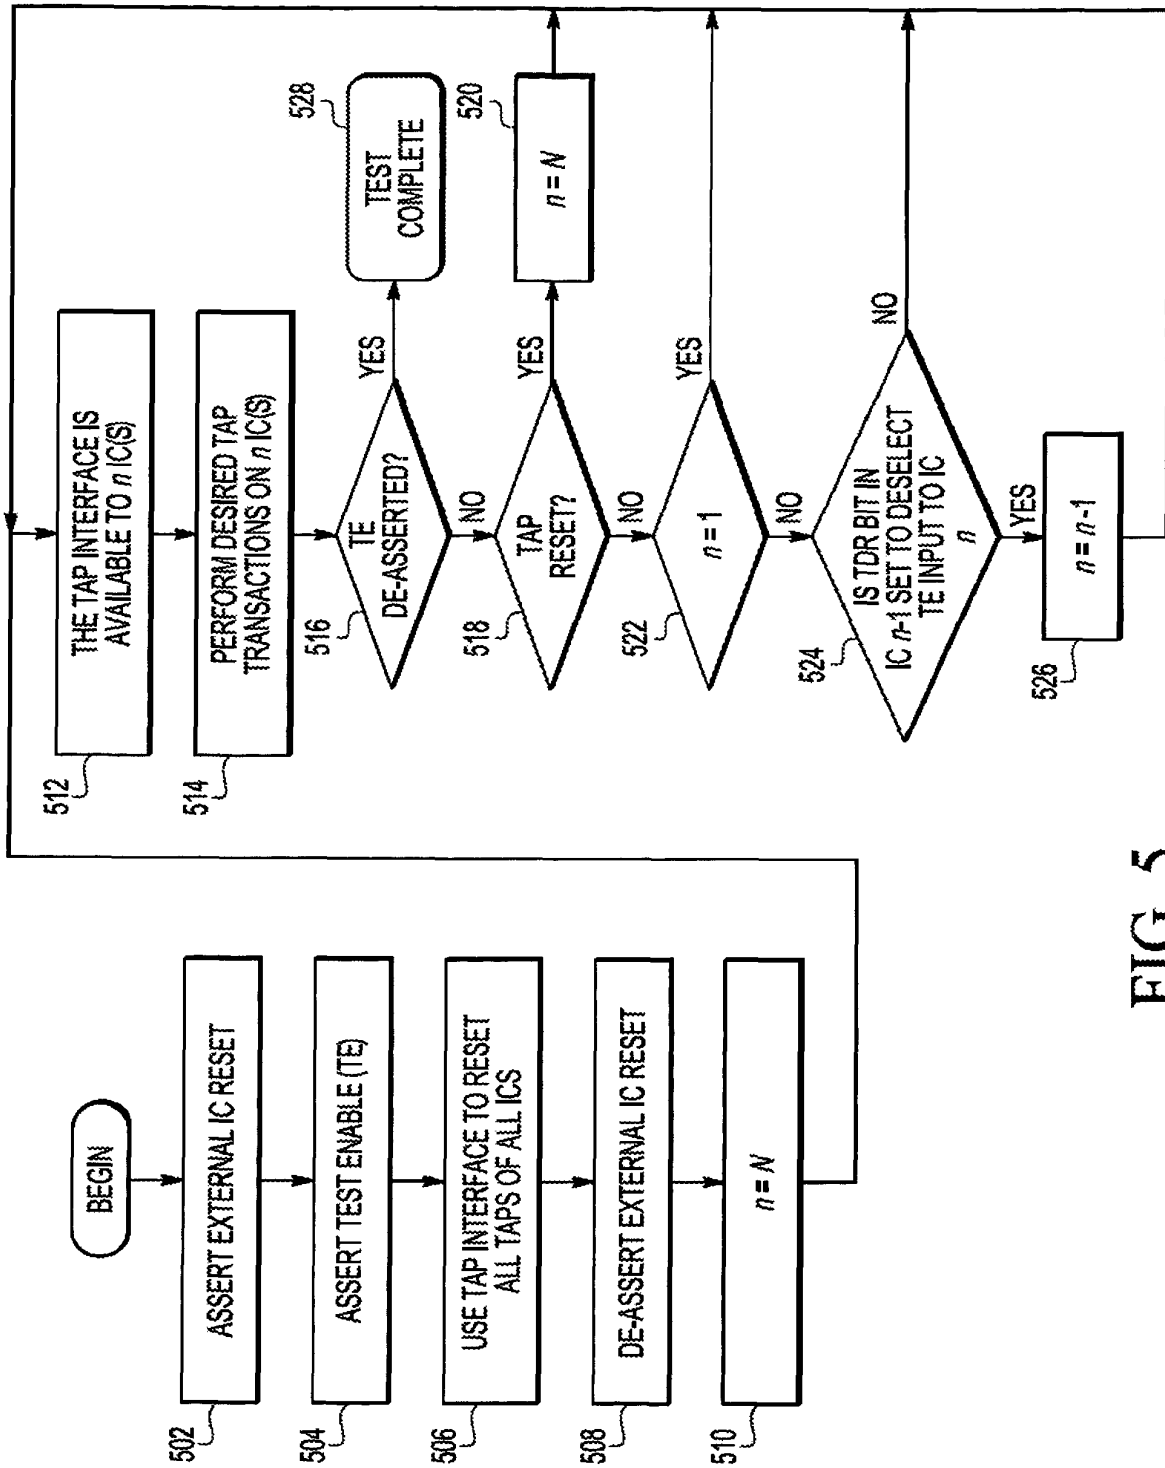 BEGIN
502
ASSERT EXTERNAL IC RESET
504
ASSERT TEST ENABLE (TE)
506
USE TAP INTERFACE TO RESET
ALL TAPS OF ALL ICS
508
DE-ASSERT EXTERNAL IC RESET
510
n = N
512
THE TAP INTERFACE IS
AVAILABLE TO n IC(S)
514
PERFORM DESIRED TAP
TRANSACTIONS ON n IC(S)
516
TE
DE-ASSERTED?
YES
528
TEST
COMPLETE
NO
518
TAP
RESET?
YES
520
n = N
NO
522
n = 1
YES
NO
524
IS TDR BIT IN
IC n-1 SET TO DESELECT
TE INPUT TO IC
n
NO
YES
526
n = n-1
FIG. 5